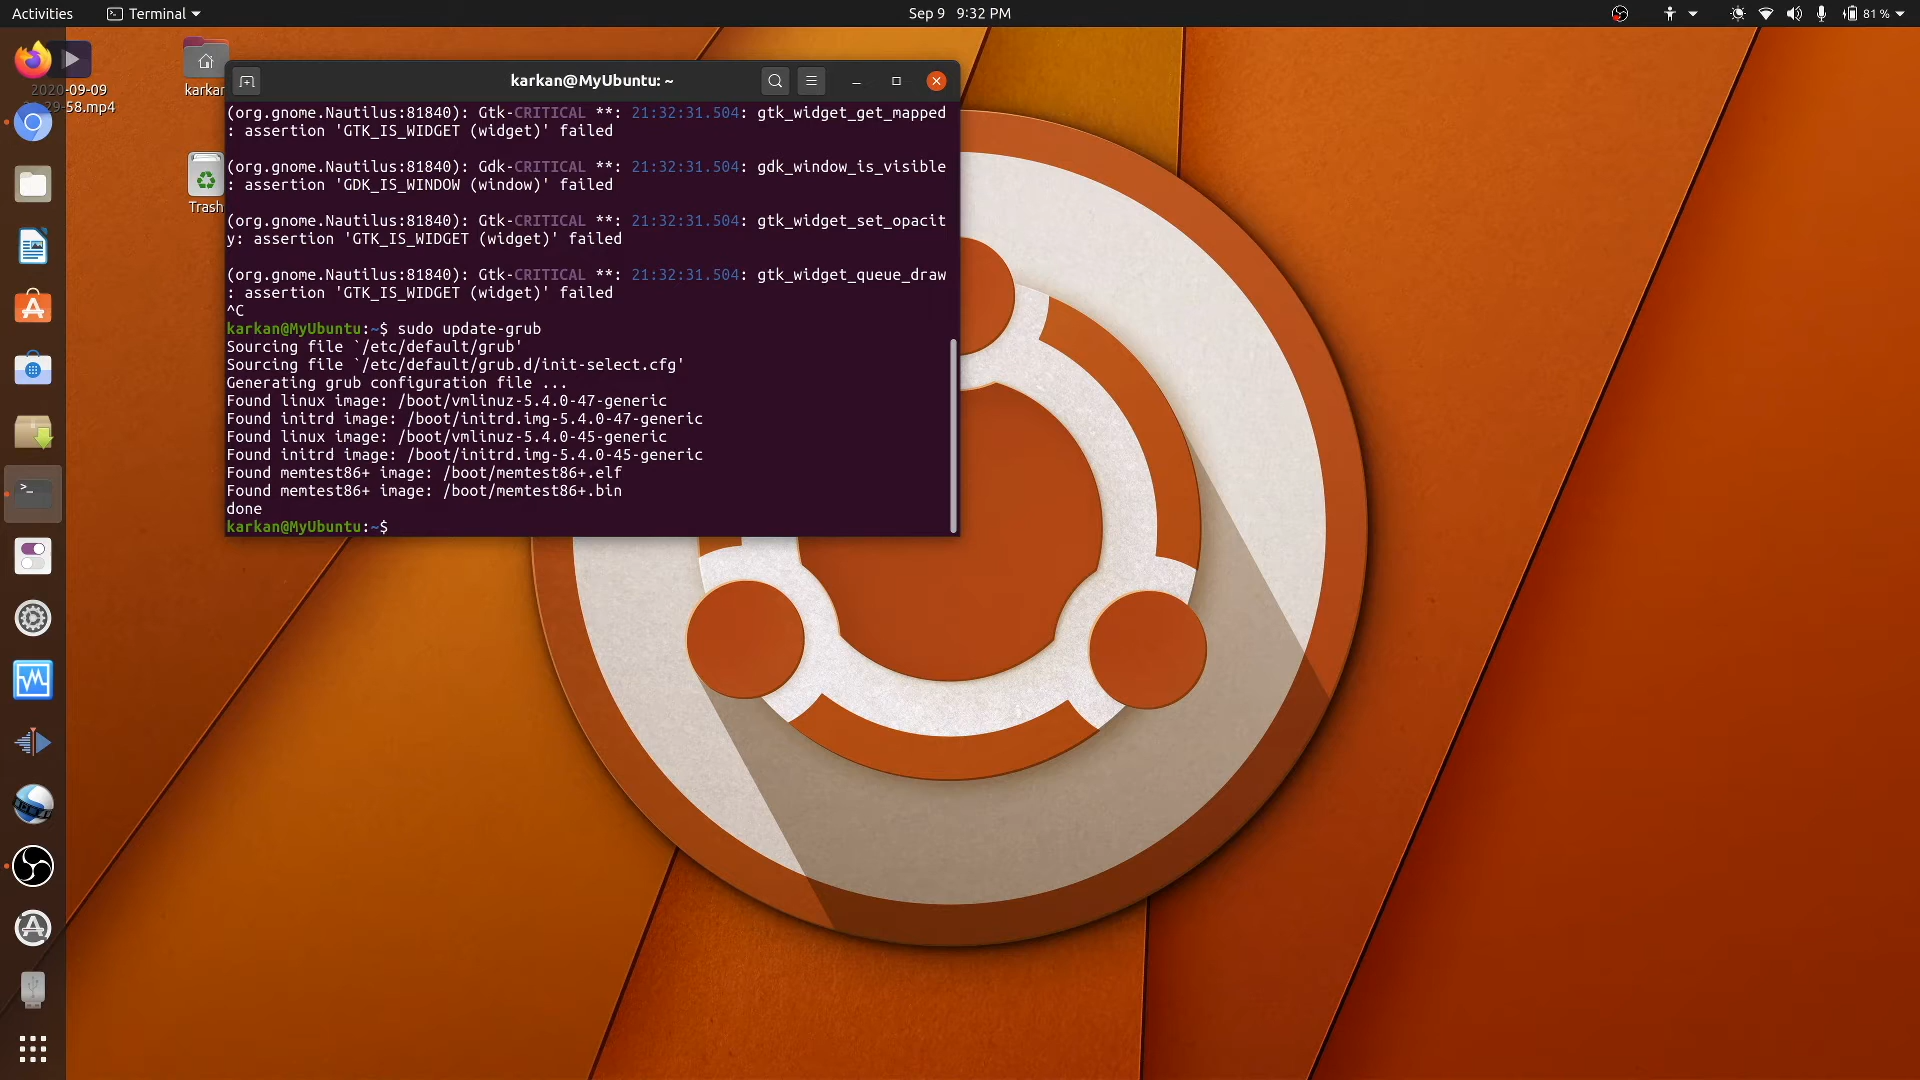 Activities
Terminal
Sep 9 9:32 PM
81 %
2020-09-09
29-58.mp4
karkan
Trash
karkan@MyUbuntu: ~
(org.gnome.Nautilus:81840): Gtk-CRITICAL **: 21:32:31.504: gtk_widget_get_mapped
: assertion 'GTK_IS_WIDGET (widget)' failed
(org.gnome.Nautilus:81840): Gdk-CRITICAL **: 21:32:31.504: gdk_window_is_visible
: assertion 'GDK_IS_WINDOW (window)' failed
(org.gnome.Nautilus:81840): Gtk-CRITICAL **: 21:32:31.504: gtk_widget_set_opacit
y: assertion 'GTK_IS_WIDGET (widget)' failed
(org.gnome.Nautilus:81840): Gtk-CRITICAL **: 21:32:31.504: gtk_widget_queue_draw
: assertion 'GTK_IS_WIDGET (widget)' failed
^C
karkan@MyUbuntu:~$ sudo update-grub
Sourcing file `/etc/default/grub'
Sourcing file `/etc/default/grub.d/init-select.cfg'
Generating grub configuration file ...
Found linux image: /boot/vmlinuz-5.4.0-47-generic
Found initrd image: /boot/initrd.img-5.4.0-47-generic
Found linux image: /boot/vmlinuz-5.4.0-45-generic
Found initrd image: /boot/initrd.img-5.4.0-45-generic
Found memtest86+ image: /boot/memtest86+.elf
Found memtest86+ image: /boot/memtest86+.bin
done
karkan@MyUbuntu:~$